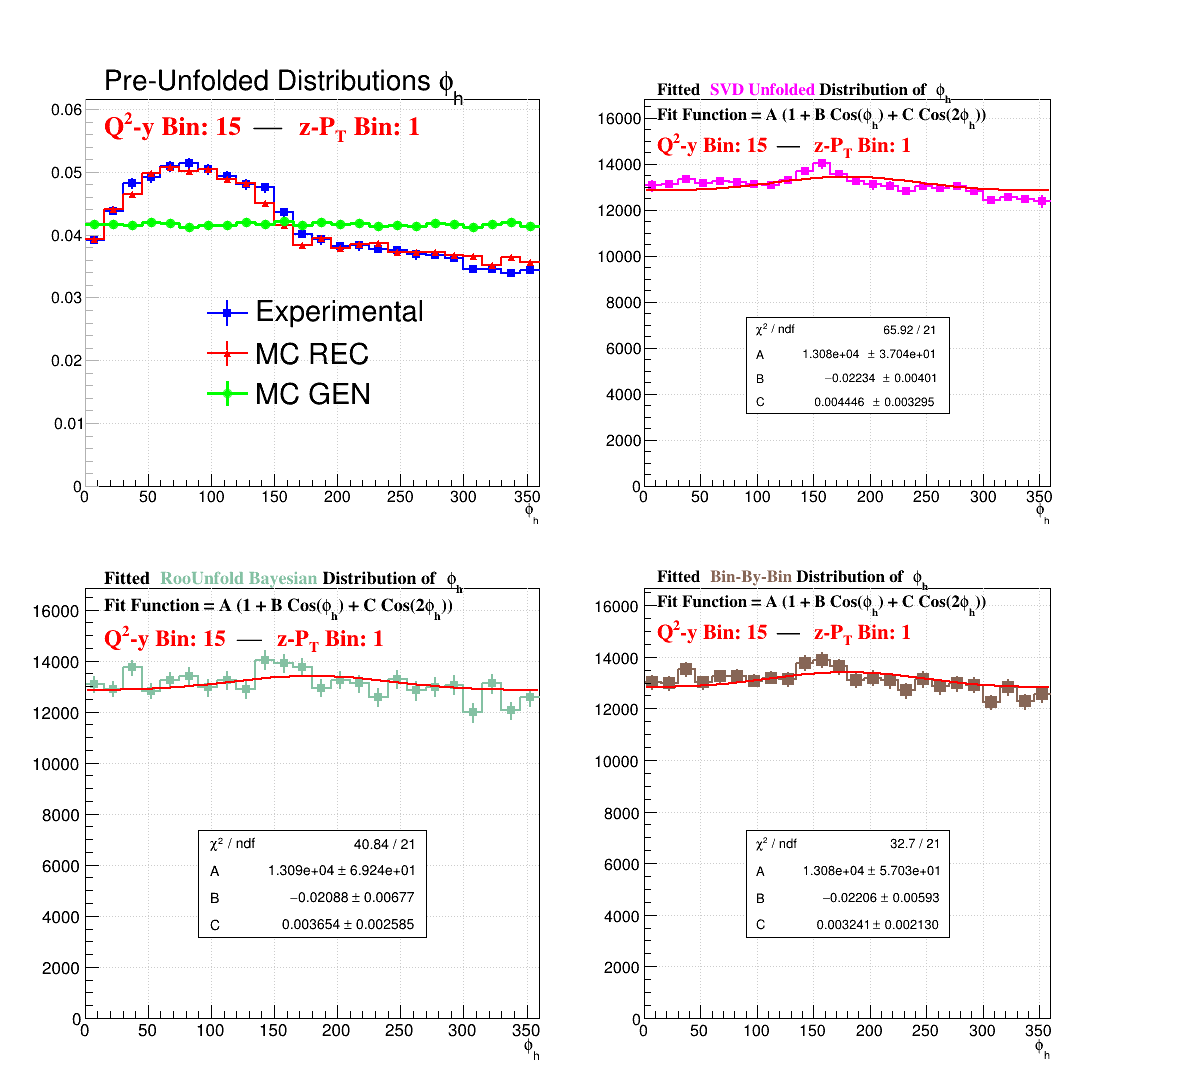 Pre-Unfolded Distributions ϕh
Q²-y Bin: 15 — z-PT Bin: 1
0.06
0.05
0.04
0.03
0.02
0.01
0
Experimental
MC REC
MC GEN
0 50 100 150 200 250 300 350
ϕh
Fitted SVD Unfolded Distribution of ϕh
Fit Function = A (1 + B Cos(ϕh) + C Cos(2ϕh))
Q²-y Bin: 15 — z-PT Bin: 1
16000
14000
12000
10000
8000
6000
4000
2000
0
χ² / ndf 65.92 / 21
A 1.308e+04 ± 3.704e+01
B −0.02234 ± 0.00401
C 0.004446 ± 0.003295
0 50 100 150 200 250 300 350
ϕh
Fitted RooUnfold Bayesian Distribution of ϕh
Fit Function = A (1 + B Cos(ϕh) + C Cos(2ϕh))
Q²-y Bin: 15 — z-PT Bin: 1
16000
14000
12000
10000
8000
6000
4000
2000
0
χ² / ndf 40.84 / 21
A 1.309e+04 ± 6.924e+01
B −0.02088 ± 0.00677
C 0.003654 ± 0.002585
0 50 100 150 200 250 300 350
ϕh
Fitted Bin-By-Bin Distribution of ϕh
Fit Function = A (1 + B Cos(ϕh) + C Cos(2ϕh))
Q²-y Bin: 15 — z-PT Bin: 1
16000
14000
12000
10000
8000
6000
4000
2000
0
χ² / ndf 32.7 / 21
A 1.308e+04 ± 5.703e+01
B −0.02206 ± 0.00593
C 0.003241 ± 0.002130
0 50 100 150 200 250 300 350
ϕh